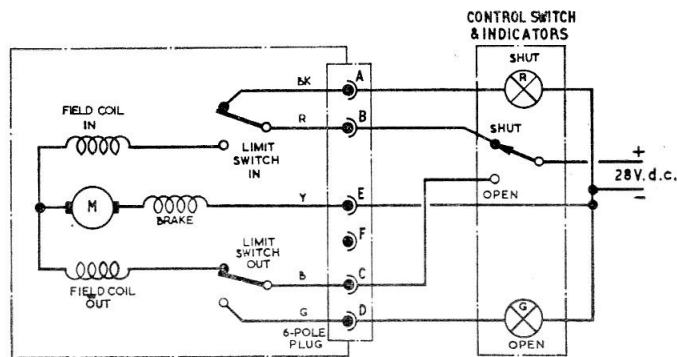 CONTROL SWITCH
& INDICATORS
SHUT
R
A
BK
B
R
FIELD COIL
IN
LIMIT
SWITCH
IN
SHUT
+
28V. d.c.
−
OPEN
M
BRAKE
Y
E
F
LIMIT
SWITCH
OUT
B
C
FIELD COIL
OUT
G
D
6-POLE
PLUG
G
OPEN